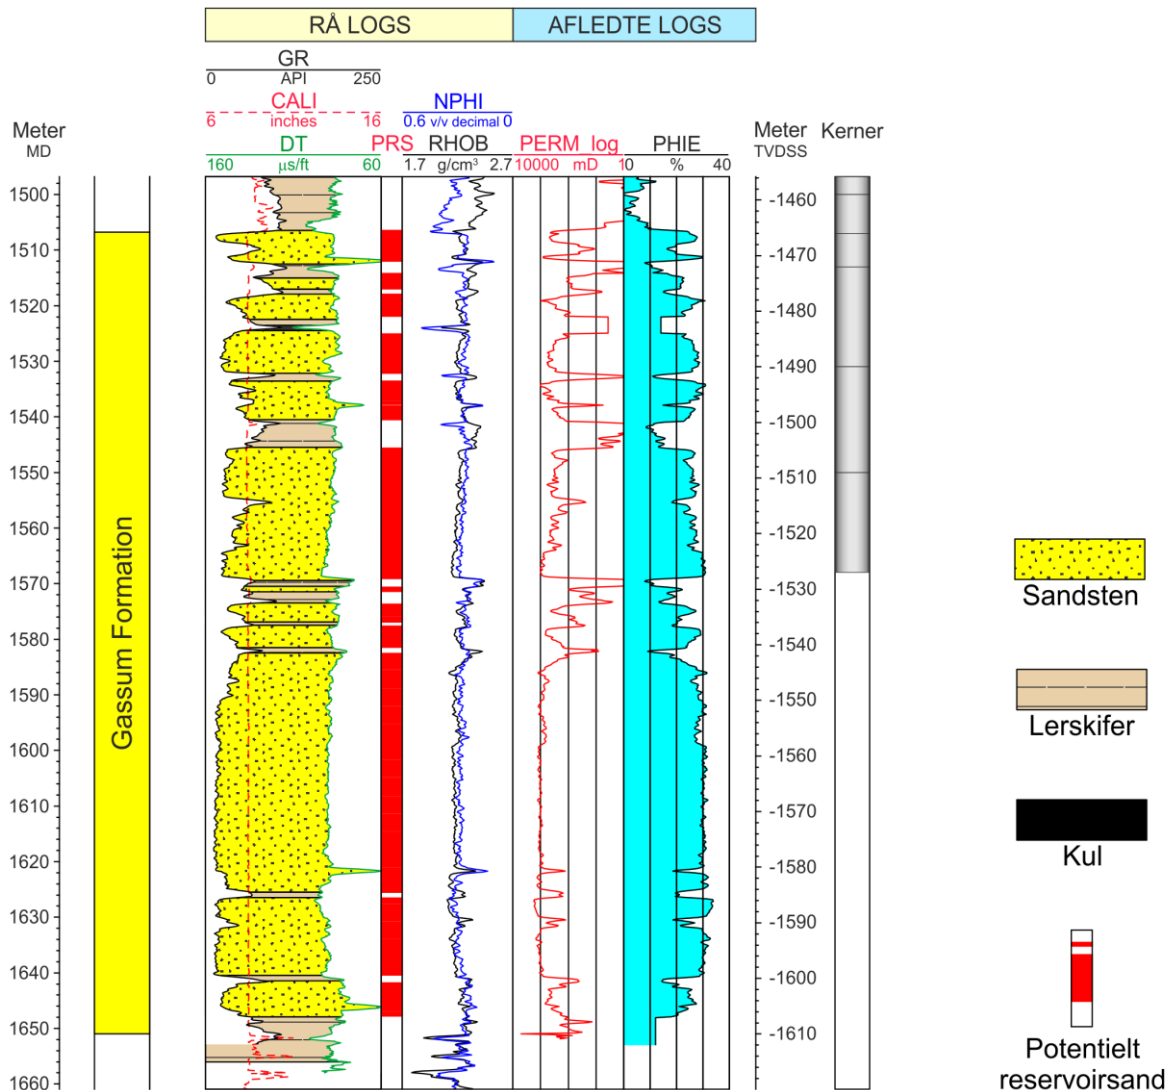 RÅ LOGS
AFLEDTE LOGS
GR
0 API 250
CALI
6 inches 16
NPHI
0.6 v/v decimal 0
Meter
MD
DT
160 µs/ft 60
PRS
RHOB
1.7 g/cm³ 2.7
PERM log
10000 mD 1
PHIE
0 % 40
Meter
TVDSS
Kerner
1500
1510
1520
1530
1540
1550
1560
1570
1580
1590
1600
1610
1620
1630
1640
1650
1660
Gassum Formation
-1460
-1470
-1480
-1490
-1500
-1510
-1520
-1530
-1540
-1550
-1560
-1570
-1580
-1590
-1600
-1610
Sandsten
Lerskifer
Kul
Potentielt
reservoirsand